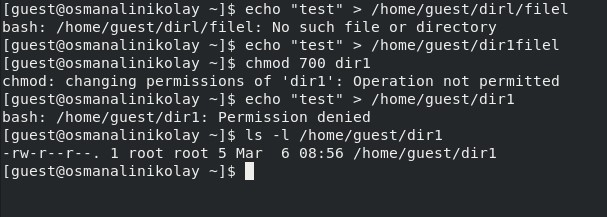 [guest@osmanalinikolay ~]$ echo "test" > /home/guest/dirl/filel
bash: /home/guest/dirl/filel: No such file or directory
[guest@osmanalinikolay ~]$ echo "test" > /home/guest/dir1filel
[guest@osmanalinikolay ~]$ chmod 700 dir1
chmod: changing permissions of 'dir1': Operation not permitted
[guest@osmanalinikolay ~]$ echo "test" > /home/guest/dir1
bash: /home/guest/dir1: Permission denied
[guest@osmanalinikolay ~]$ ls -l /home/guest/dir1
-rw-r--r--. 1 root root 5 Mar  6 08:56 /home/guest/dir1
[guest@osmanalinikolay ~]$